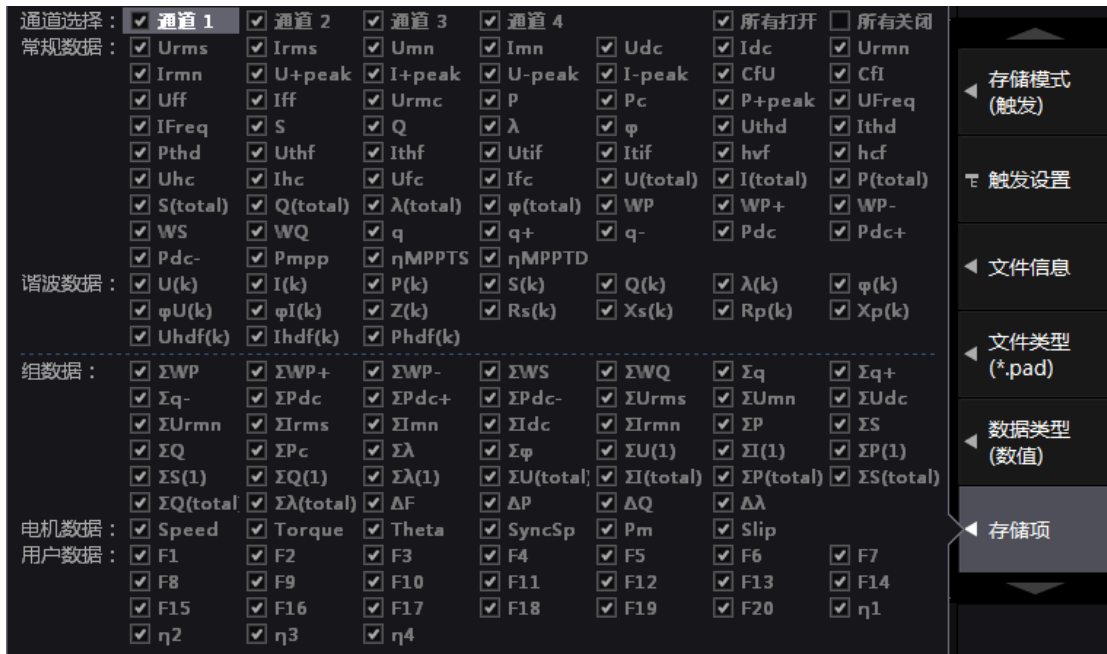 通道选择： 通道 1 通道 2 通道 3 通道 4 所有打开 所有关闭
常规数据： Urms Irms Umn Imn Udc Idc Urmn
Irmn U+peak I+peak U-peak I-peak CfU CfI
Uff Iff Urmc P Pc P+peak UFreq
IFreq S Q λ φ Uthd Ithd
Pthd Uthf Ithf Utif Itif hvf hcf
Uhc Ihc Ufc Ifc U(total) I(total) P(total)
S(total) Q(total) λ(total) φ(total) WP WP+ WP-
WS WQ q q+ q- Pdc Pdc+
Pdc- Pmpp ηMPPTS ηMPPTD
谐波数据： U(k) I(k) P(k) S(k) Q(k) λ(k) φ(k)
φU(k) φI(k) Z(k) Rs(k) Xs(k) Rp(k) Xp(k)
Uhdf(k) Ihdf(k) Phdf(k)
组数据： ΣWP ΣWP+ ΣWP- ΣWS ΣWQ Σq Σq+
Σq- ΣPdc ΣPdc+ ΣPdc- ΣUrms ΣUmn ΣUdc
ΣUrmn ΣIrms ΣImn ΣIdc ΣIrmn ΣP ΣS
ΣQ ΣPc Σλ Σφ ΣU(1) ΣI(1) ΣP(1)
ΣS(1) ΣQ(1) Σλ(1) ΣU(total) ΣI(total) ΣP(total) ΣS(total)
ΣQ(total Σλ(total) ΔF ΔP ΔQ Δλ
电机数据： Speed Torque Theta SyncSp Pm Slip
用户数据： F1 F2 F3 F4 F5 F6 F7
F8 F9 F10 F11 F12 F13 F14
F15 F16 F17 F18 F19 F20 η1
η2 η3 η4
存储模式
(触发)
触发设置
文件信息
文件类型
(*.pad)
数据类型
(数值)
存储项